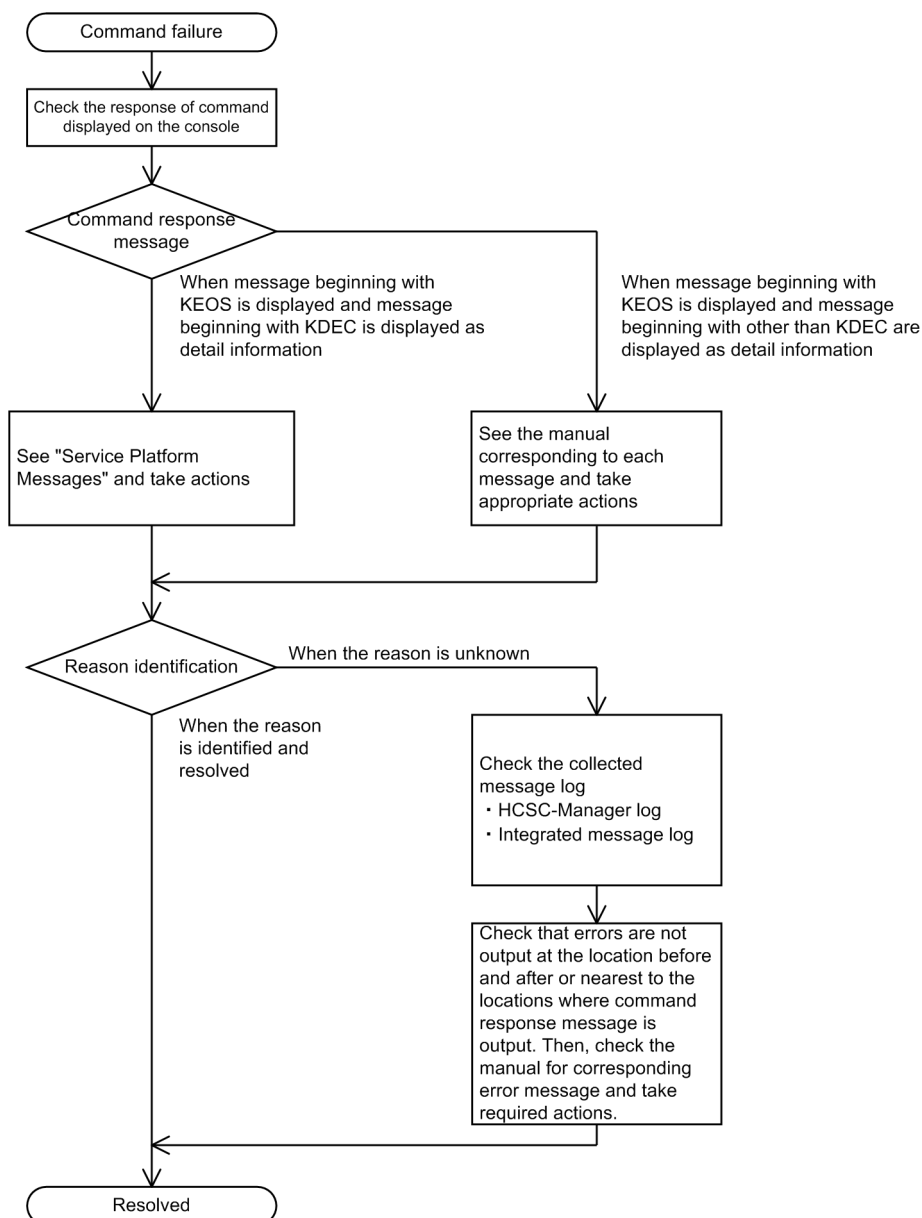 Command failure
Check the response of command
displayed on the console
Command response
message
When message beginning with
KEOS is displayed and message
beginning with KDEC is displayed as
detail information
When message beginning with
KEOS is displayed and message
beginning with other than KDEC are
displayed as detail information
See "Service Platform
Messages" and take actions
See the manual
corresponding to each
message and take
appropriate actions
Reason identification
When the reason is unknown
When the reason
is identified and
resolved
Check the collected
message log
・HCSC-Manager log
・Integrated message log
Check that errors are not
output at the location before
and after or nearest to the
locations where command
response message is
output. Then, check the
manual for corresponding
error message and take
required actions.
Resolved